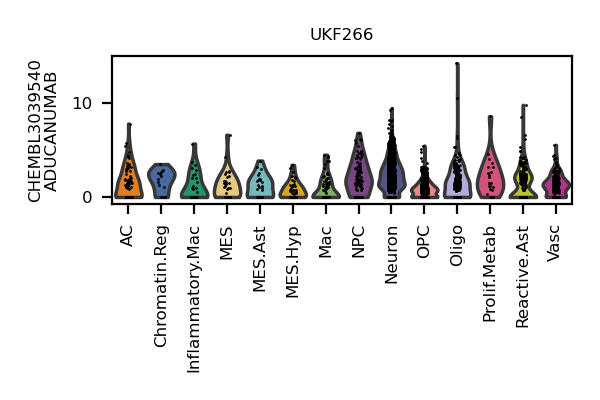 UKF266
CHEMBL3039540
ADUCANUMAB
10
0
AC
Chromatin.Reg
Inflammatory.Mac
MES
MES.Ast
MES.Hyp
Mac
NPC
Neuron
OPC
Oligo
Prolif.Metab
Reactive.Ast
Vasc